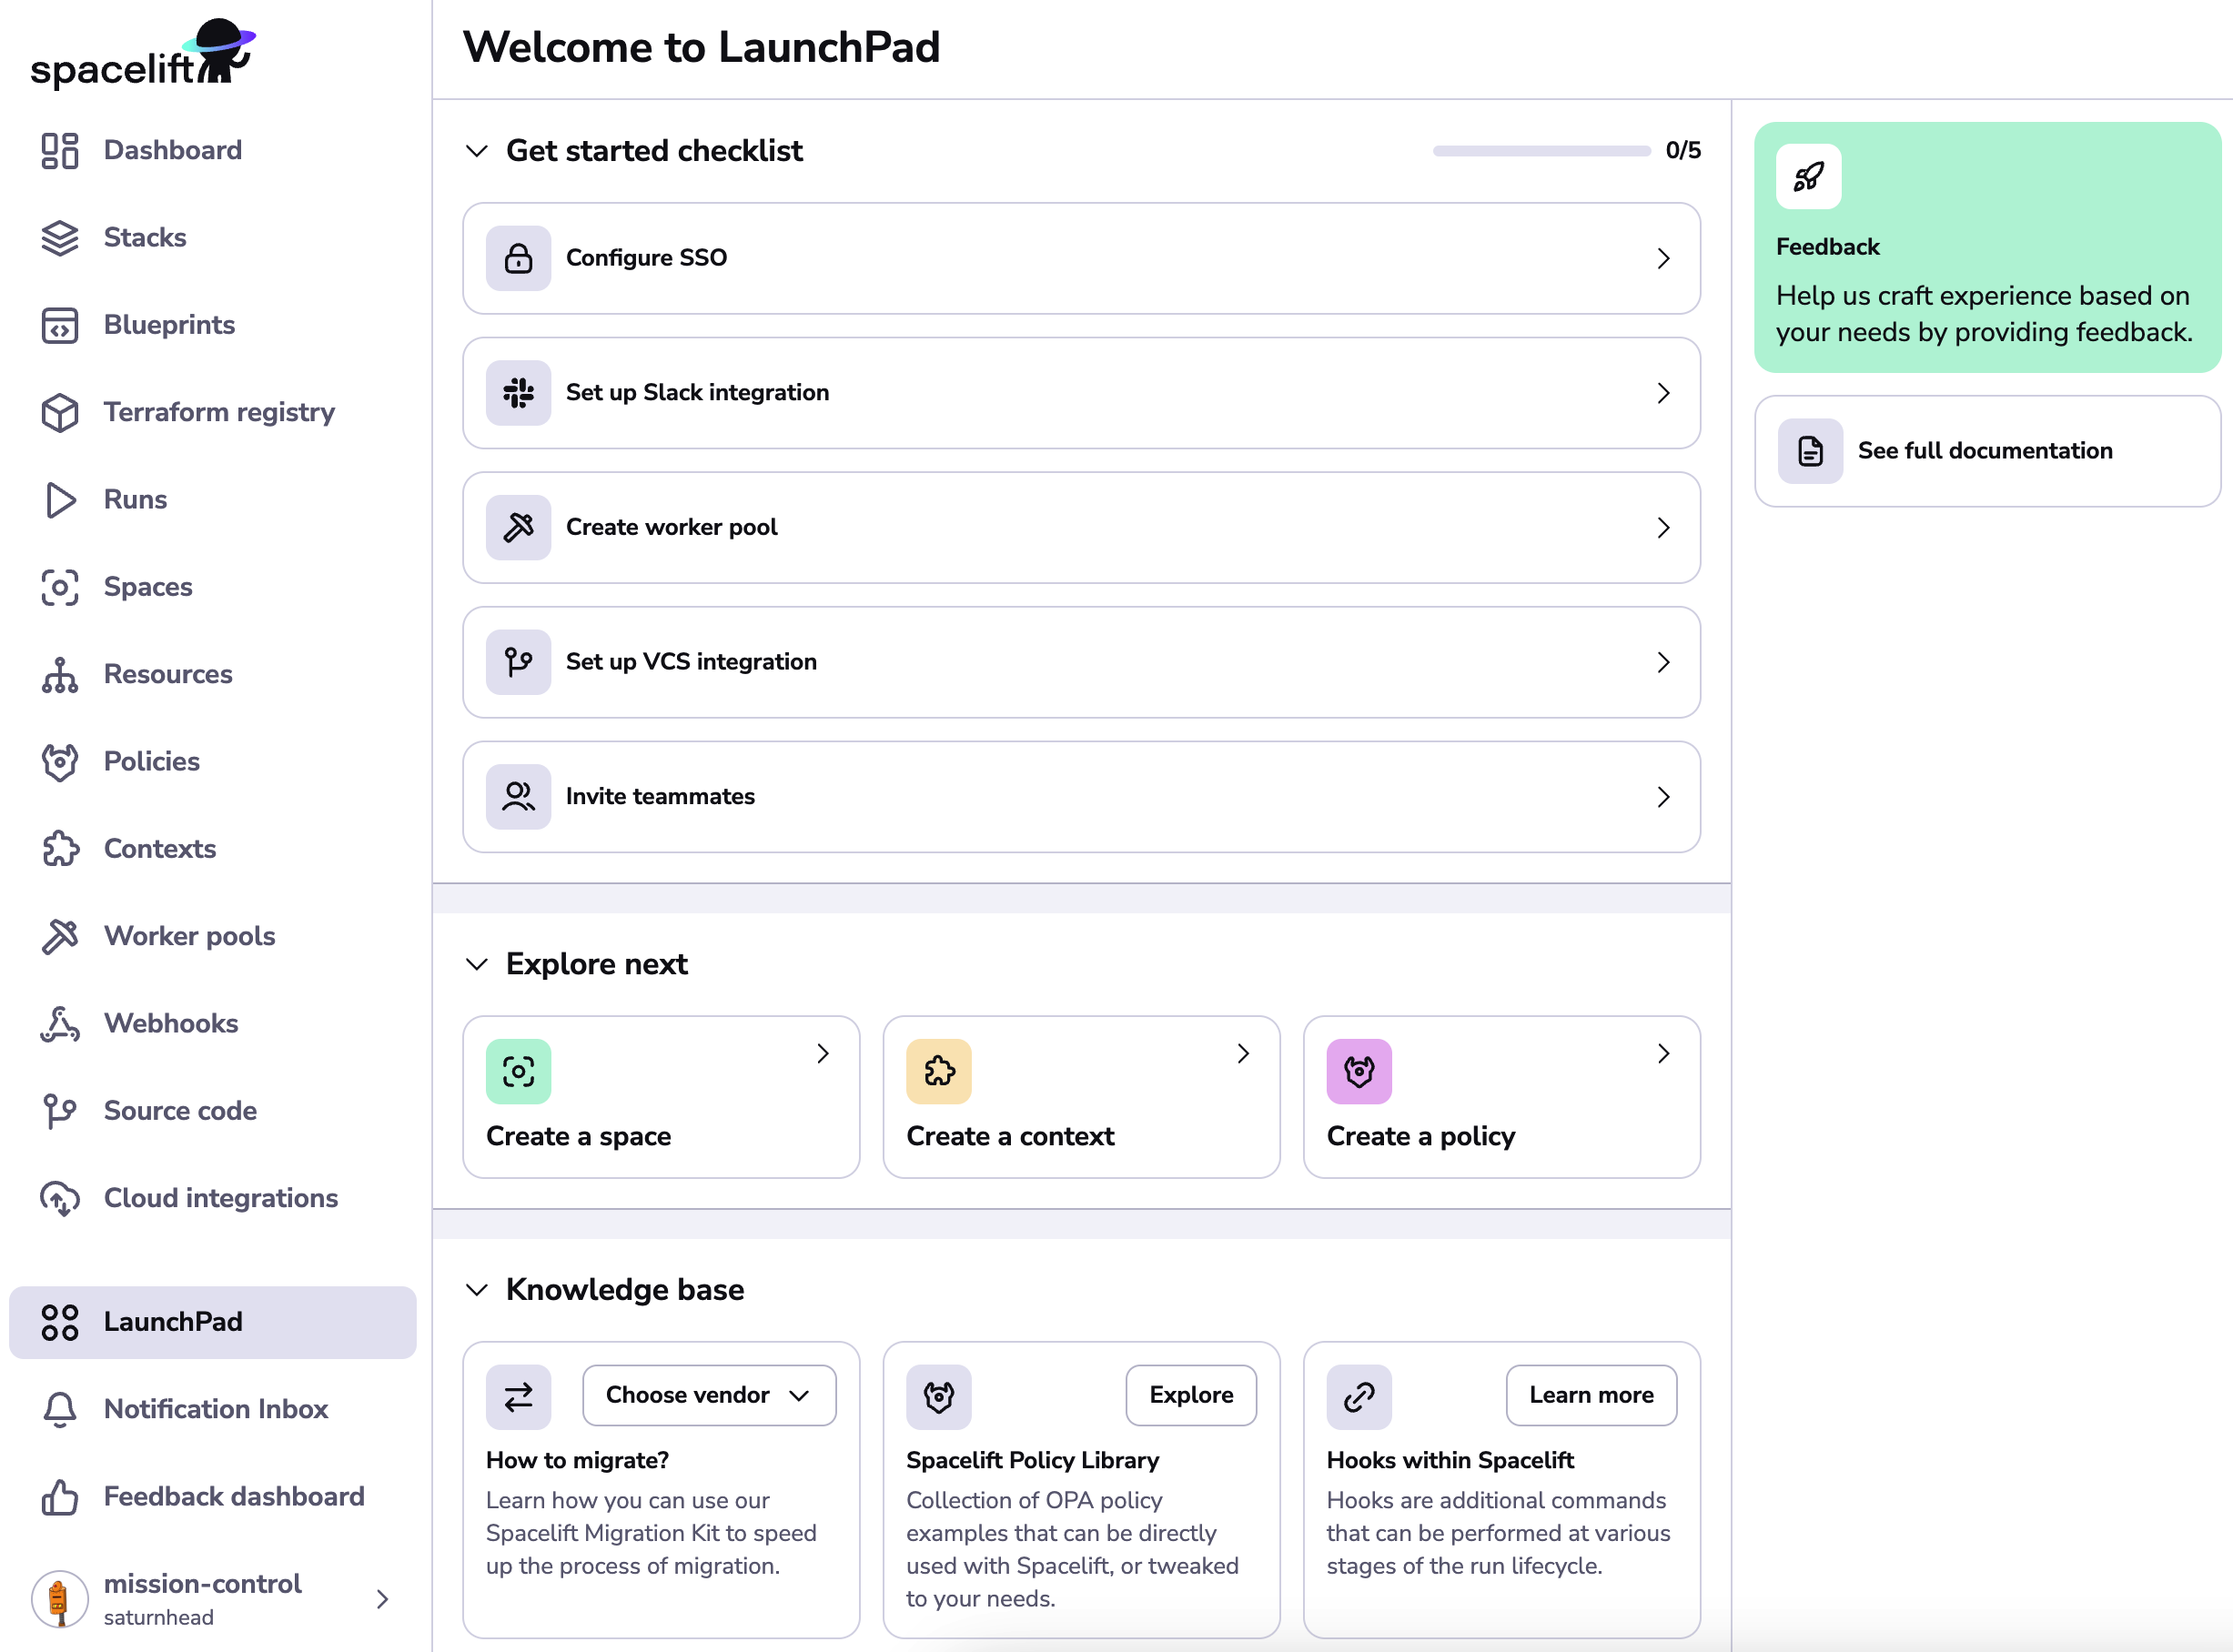 spacelift
Dashboard
Stacks
Blueprints
Terraform registry
Runs
Spaces
Resources
Policies
Contexts
Worker pools
Webhooks
Source code
Cloud integrations
LaunchPad
Notification Inbox
Feedback dashboard
mission-control
saturnhead
Welcome to LaunchPad
Get started checklist
0/5
Configure SSO
Set up Slack integration
Create worker pool
Set up VCS integration
Invite teammates
Explore next
Create a space
Create a context
Create a policy
Knowledge base
Choose vendor
How to migrate?
Learn how you can use our
Spacelift Migration Kit to speed
up the process of migration.
Explore
Spacelift Policy Library
Collection of OPA policy
examples that can be directly
used with Spacelift, or tweaked
to your needs.
Learn more
Hooks within Spacelift
Hooks are additional commands
that can be performed at various
stages of the run lifecycle.
Feedback
Help us craft experience based on
your needs by providing feedback.
See full documentation